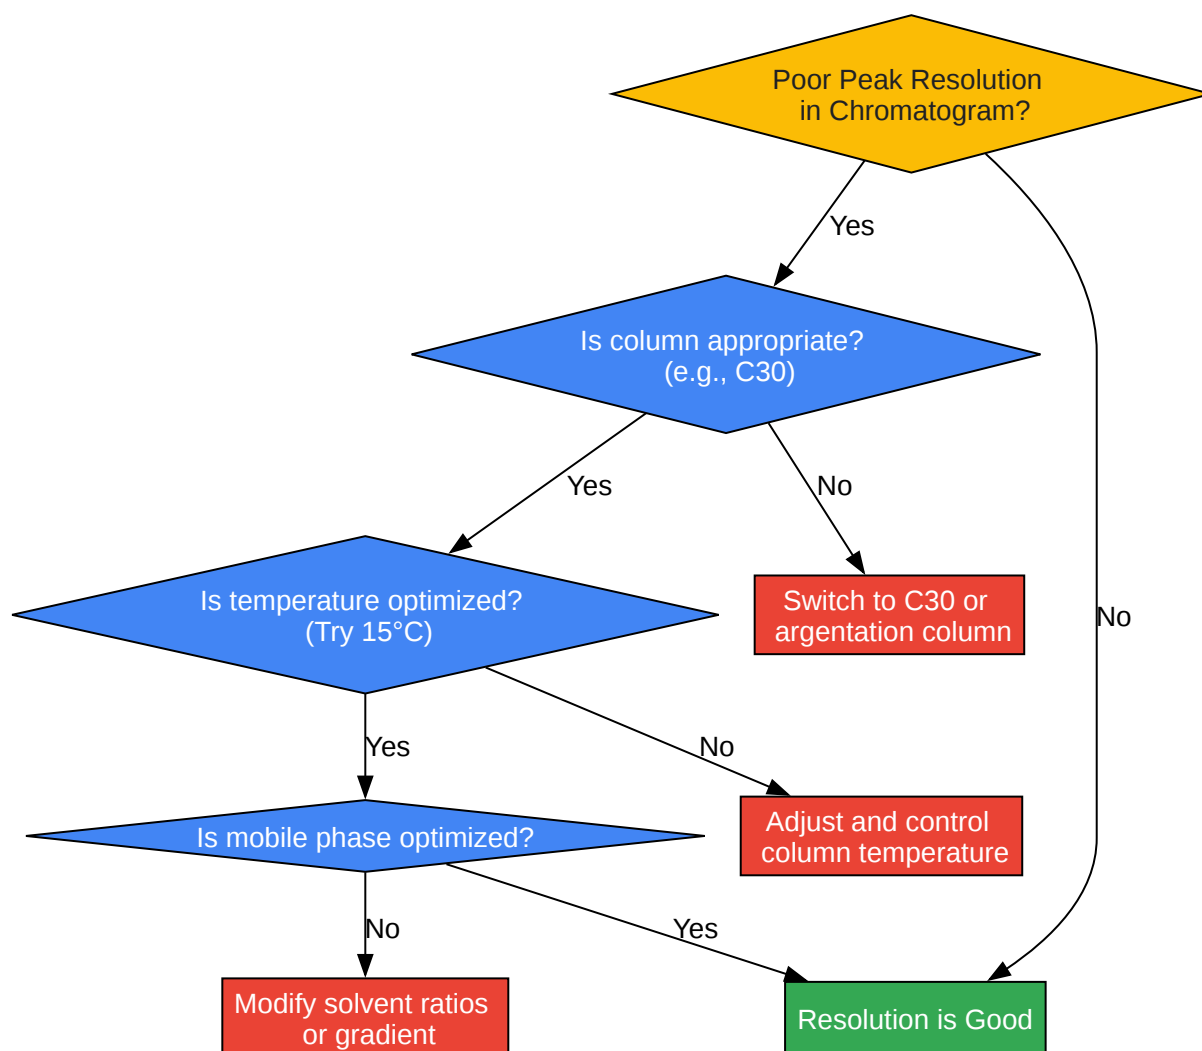 Poor Peak Resolution
in Chromatogram?
Yes
Is column appropriate?
(e.g., C30)
Yes
No
Is temperature optimized?
(Try 15°C)
Switch to C30 or
argentation column
No
Yes
No
Adjust and control
column temperature
Is mobile phase optimized?
No
Yes
Modify solvent ratios
or gradient
Resolution is Good